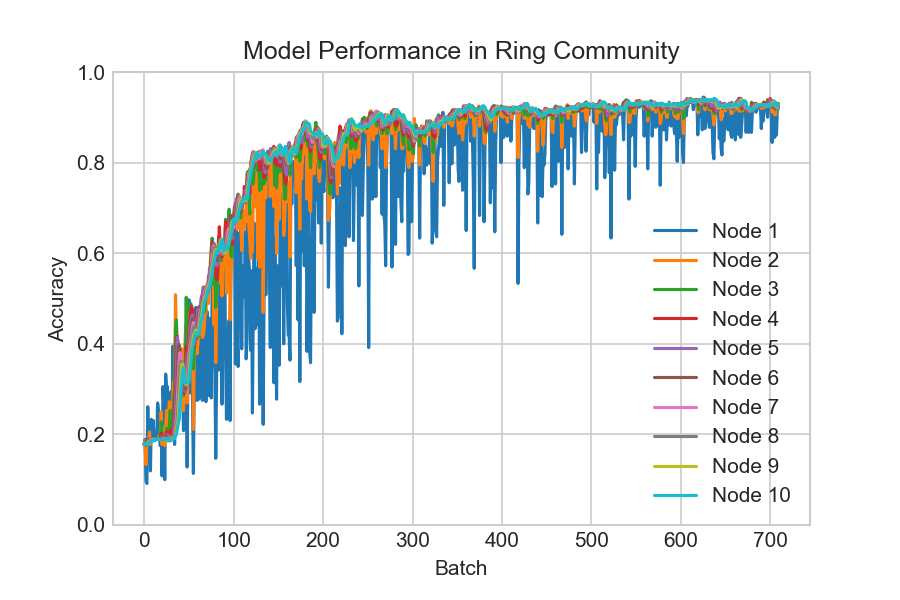 Model Performance in Ring Community
1.0
0.8
0.6
0.4
0.2
0.0
Accuracy
Node 1
Node 2
Node 3
Node 4
Node 5
Node 6
Node 7
Node 8
Node 9
Node 10
0 100 200 300 400 500 600 700
Batch